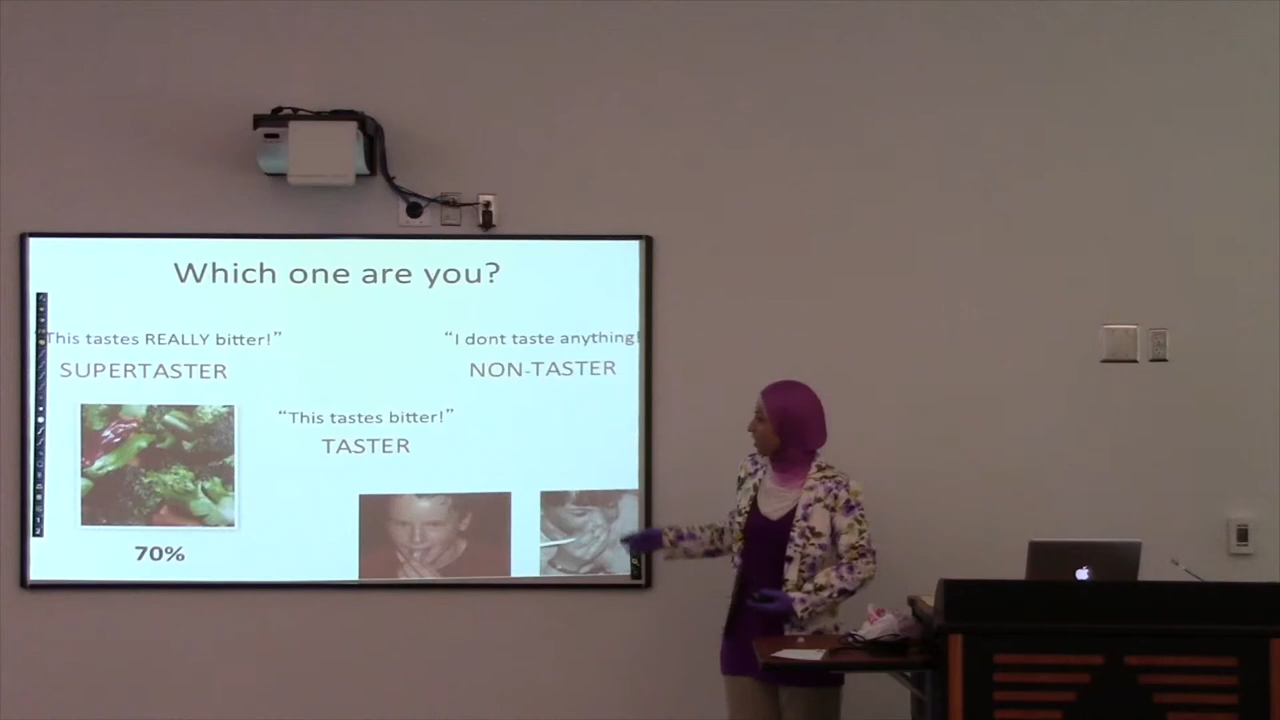 Which one are you?
"This tastes REALLY bitter!"
SUPERTASTER
"I dont taste anything!
NON-TASTER
"This tastes bitter!"
TASTER
70%